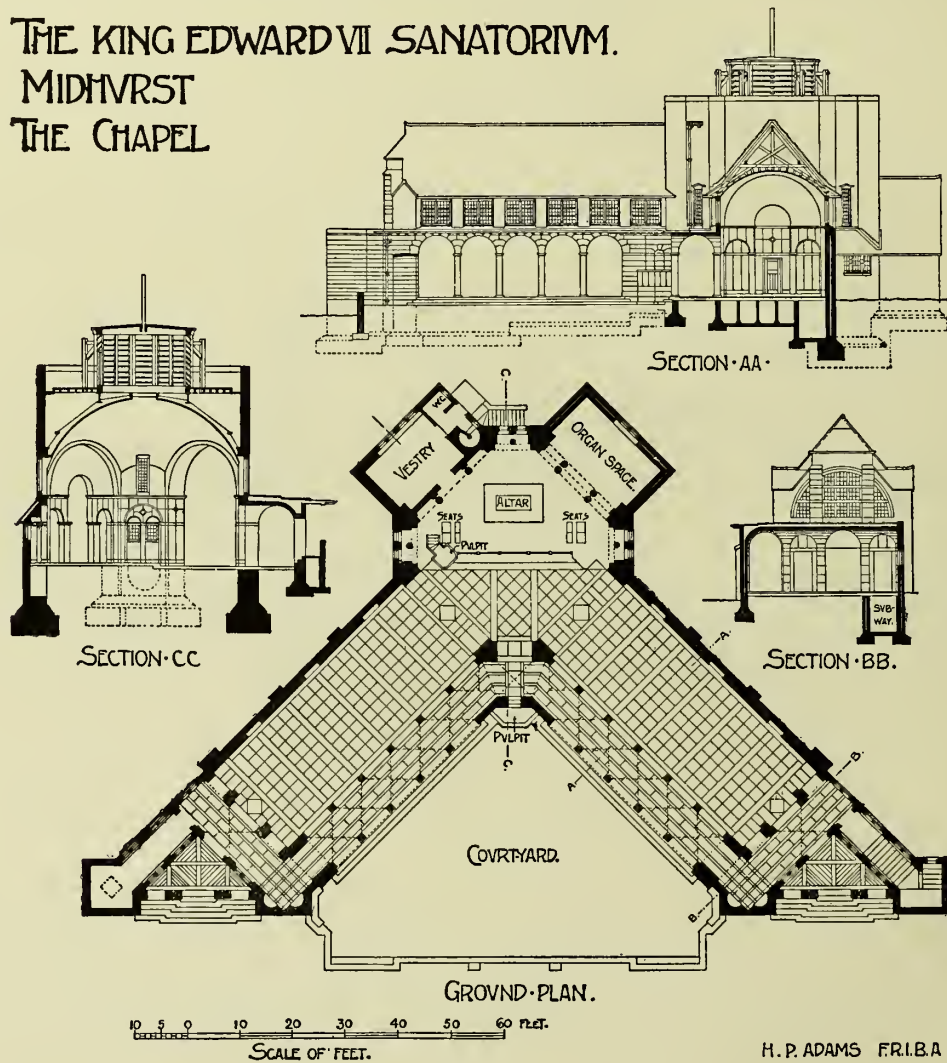 THE KING EDWARD VII SANATORIVM.
MIDHVRST
THE CHAPEL
SECTION·AA·
SECTION·CC
C
W.C.
VESTRY
ORGAN SPACE.
ALTAR
SEATS
SEATS
PVLPIT
SVB-
WAY.
SECTION·BB.
A.
PVLPIT
C.
B.
A
COVRT-YARD.
B
GROVND·PLAN.
10 5 0 10 20 30 40 50 60 FEET.
SCALE OF FEET.
H.P. ADAMS F.R.I.B.A